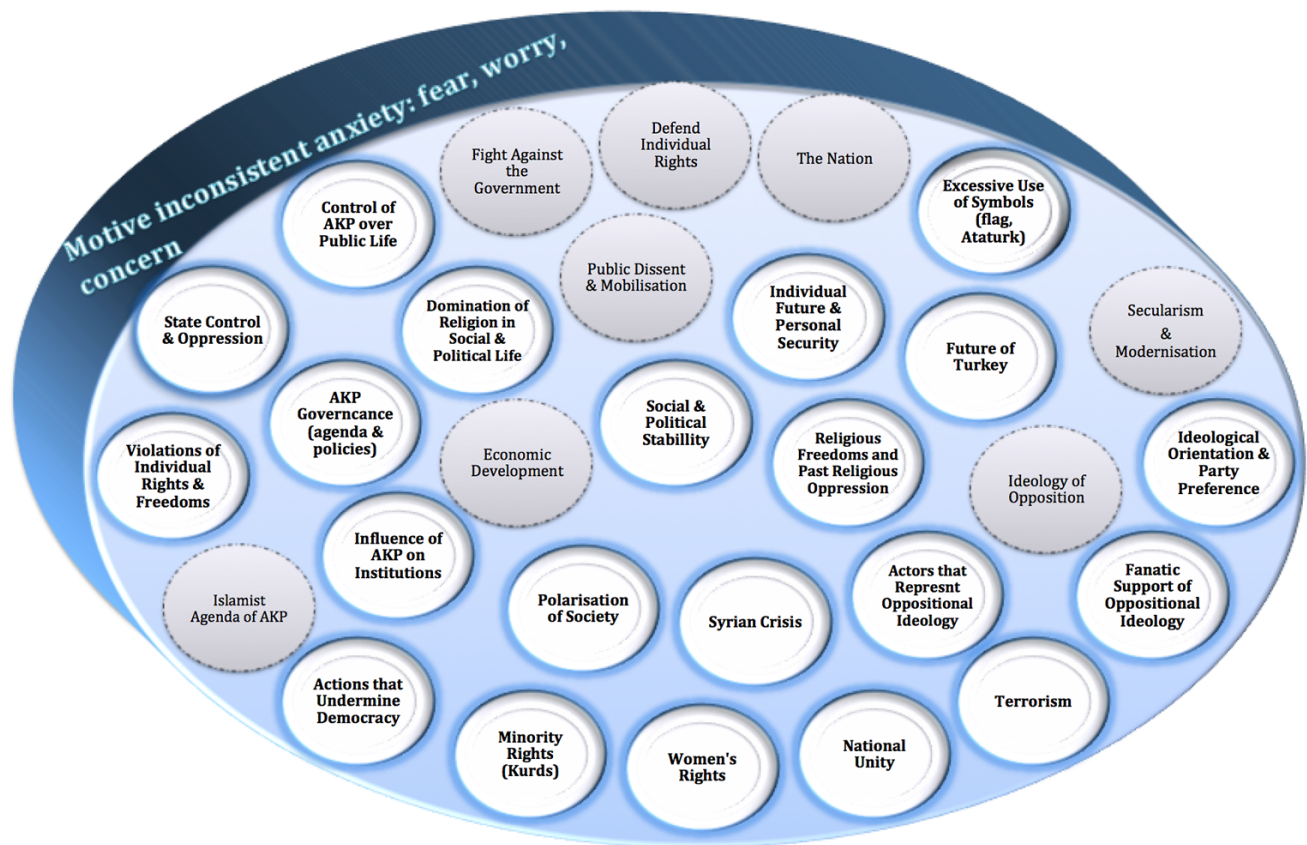 Motive inconsistent anxiety: fear, worry,
concern
Fight Against
the
Government
Defend
Individual
Rights
The Nation
Excessive Use
of Symbols
(flag,
Ataturk)
Control of
AKP over
Public Life
Public Dissent
& Mobilisation
State Control
& Oppression
Domination of
Religion in
Social &
Political Life
Individual
Future &
Personal
Security
Future of
Turkey
Secularism
&
Modernisation
AKP
Governcance
(agenda &
policies)
Social &
Political
Stabillity
Violations of
Individual
Rights &
Freedoms
Economic
Development
Religious
Freedoms and
Past Religious
Oppression
Ideology of
Opposition
Ideological
Orientation &
Party
Preference
Influence of
AKP on
Institutions
Islamist
Agenda of AKP
Polarisation
of Society
Syrian Crisis
Actors that
Represnt
Oppositional
Ideology
Fanatic
Support of
Oppositional
Ideology
Actions that
Undermine
Democracy
Minority
Rights
(Kurds)
Women's
Rights
National
Unity
Terrorism